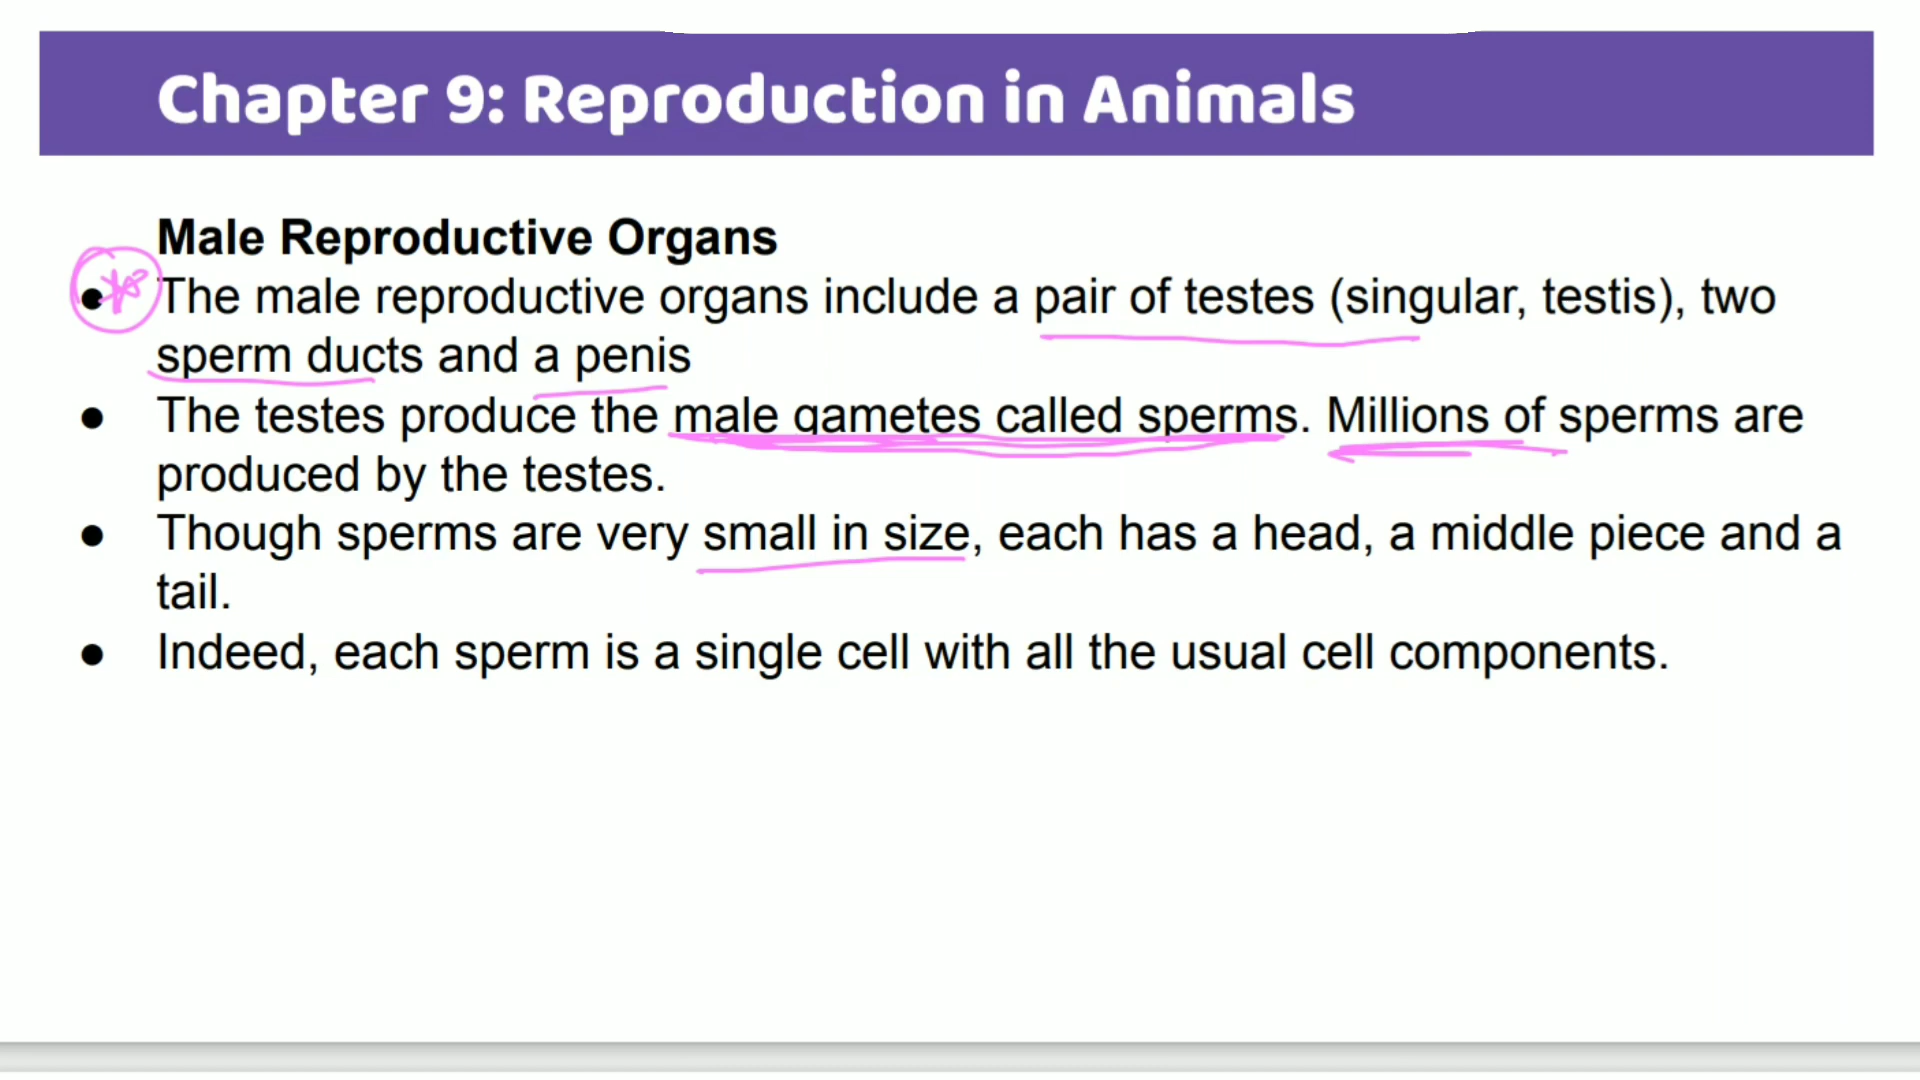 Chapter 9: Reproduction in Animals
Male Reproductive Organs
● The male reproductive organs include a pair of testes (singular, testis), two
sperm ducts and a penis
● The testes produce the male gametes called sperms. Millions of sperms are
produced by the testes.
● Though sperms are very small in size, each has a head, a middle piece and a
tail.
● Indeed, each sperm is a single cell with all the usual cell components.